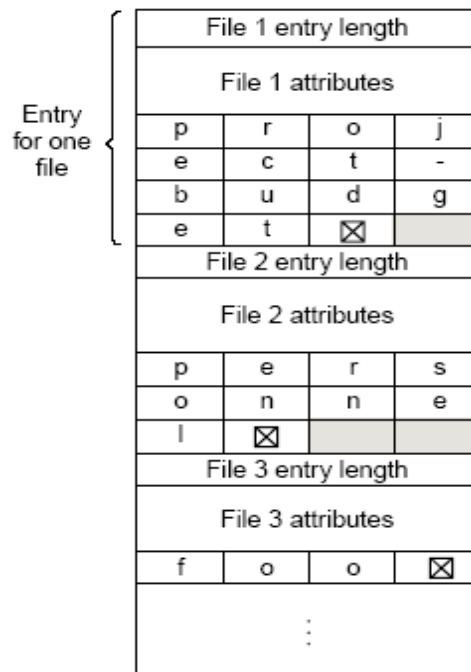 File 1 entry length
File 1 attributes
Entry
for one
file
p r o j
e c t -
b u d g
e t ☒
File 2 entry length
File 2 attributes
p e r s
o n n e
l ☒
File 3 entry length
File 3 attributes
f o o ☒
⋮